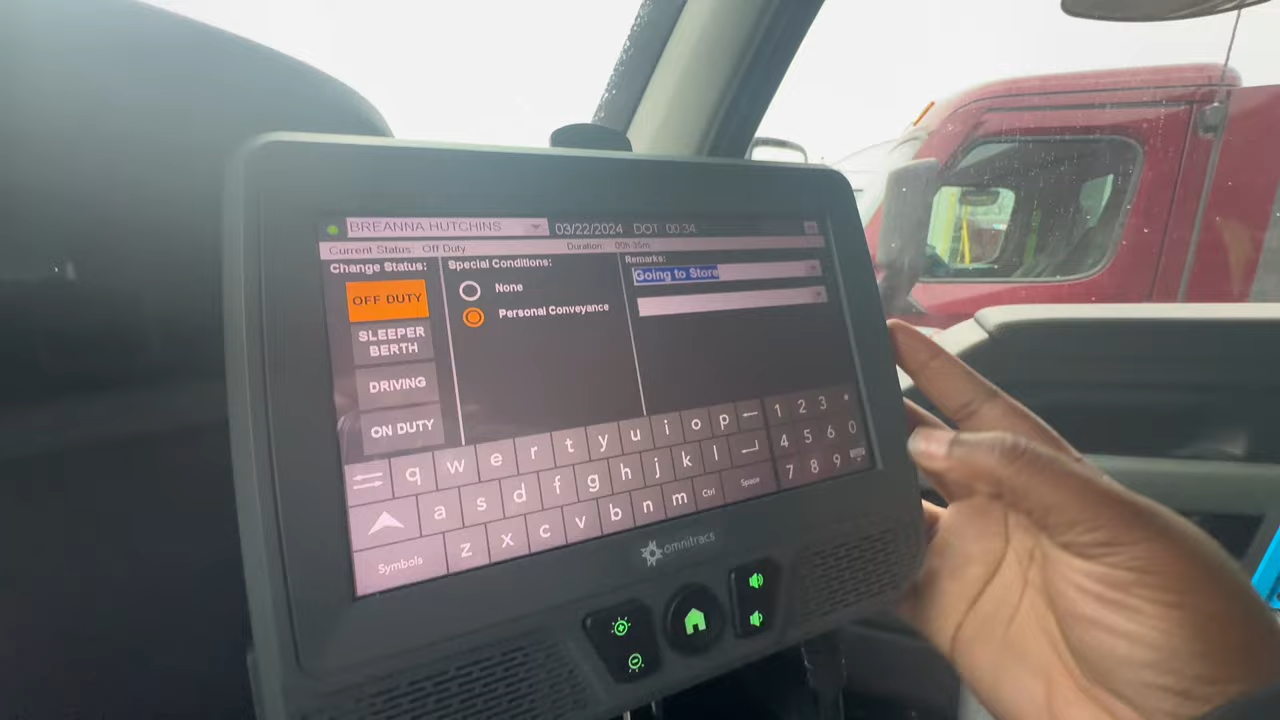 BREANNA HUTCHINS 03/22/2024 DOT 00:34
Current Status: Off Duty Duration: 00h 35m
Change Status: Special Conditions: Remarks:
OFF DUTY
SLEEPER BERTH
DRIVING
ON DUTY
None
Personal Conveyance
Going to Store
q w e r t y u i o p 1 2 3 *
a s d f g h j k l 4 5 6 0
z x c v b n m Ctrl Space 7 8 9
Symbols
omnitracs